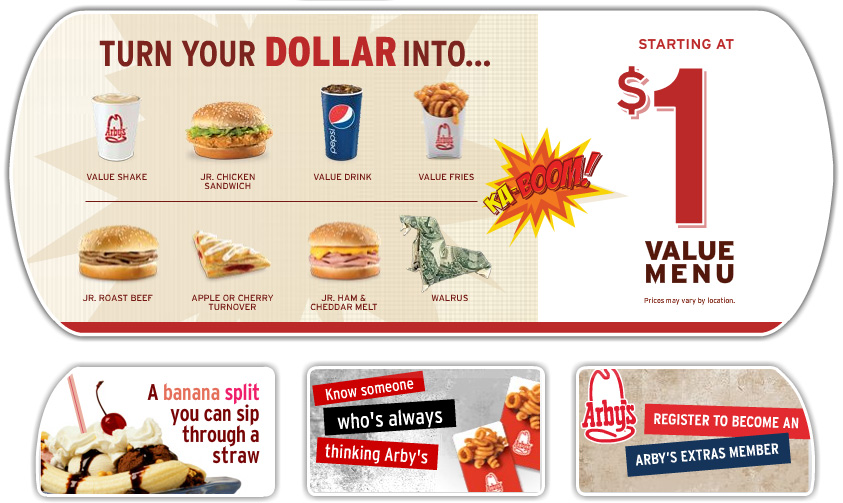 TURN YOUR DOLLAR INTO...
Arby's
pepsi
Arby's
VALUE SHAKE
JR. CHICKEN
SANDWICH
VALUE DRINK
VALUE FRIES
JR. ROAST BEEF
APPLE OR CHERRY
TURNOVER
JR. HAM &
CHEDDAR MELT
WALRUS
KA-BOOM!!
STARTING AT
$1
VALUE
MENU
Prices may vary by location.
A banana split
you can sip
through a
straw
Know someone
who's always
thinking Arby's
Arby's
REGISTER TO BECOME AN
ARBY'S EXTRAS MEMBER